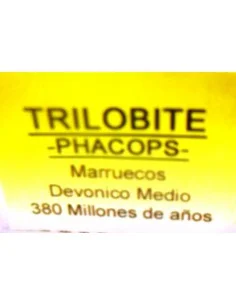 TRILOBITE
-PHACOPS-
Marruecos
Devonico Medio
380 Millones de años